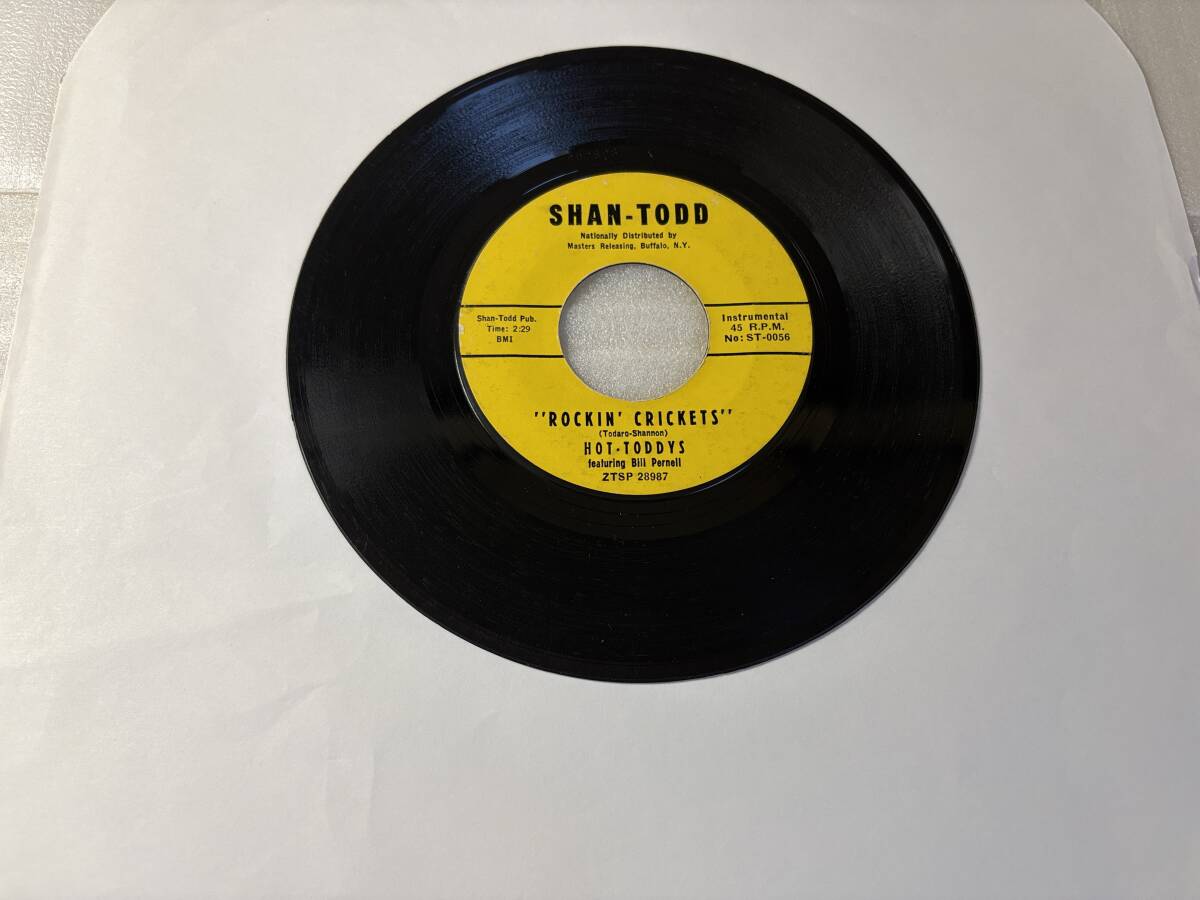 SHAN-TODD
Nationally Distributed by
Masters Releasing, Buffalo, N.Y.
Shan-Todd Pub.
Time: 2:29
BMI
Instrumental
45 R.P.M.
No: ST-0056
"ROCKIN' CRICKETS"
(Todaro-Shannon)
HOT-TODDYS
featuring Bill Pernell
ZTSP 28987